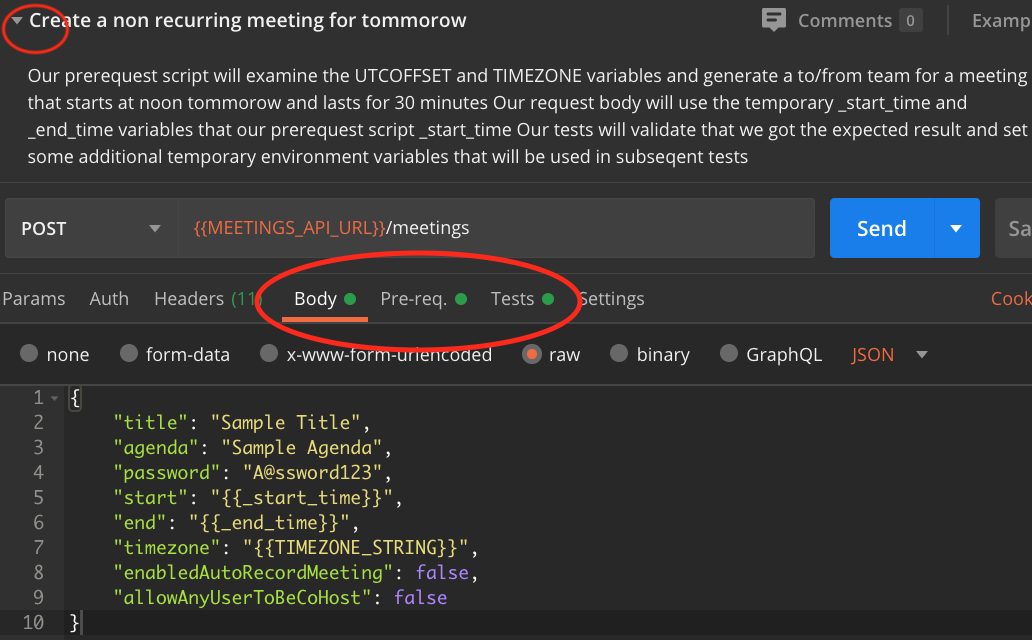 Create a non recurring meeting for tommorow
Comments 0
Examp
Our prerequest script will examine the UTCOFFSET and TIMEZONE variables and generate a to/from team for a meeting
that starts at noon tommorow and lasts for 30 minutes Our request body will use the temporary _start_time and
_end_time variables that our prerequest script _start_time Our tests will validate that we got the expected result and set
some additional temporary environment variables that will be used in subseqent tests
POST
{{MEETINGS_API_URL}}/meetings
Send
Sa
Params Auth Headers (11) Body Pre-req. Tests Settings Cook
none form-data x-www-form-urlencoded raw binary GraphQL JSON
1 {
2 "title": "Sample Title",
3 "agenda": "Sample Agenda",
4 "password": "A@ssword123",
5 "start": "{{_start_time}}",
6 "end": "{{_end_time}}",
7 "timezone": "{{TIMEZONE_STRING}}",
8 "enabledAutoRecordMeeting": false,
9 "allowAnyUserToBeCoHost": false
10 }